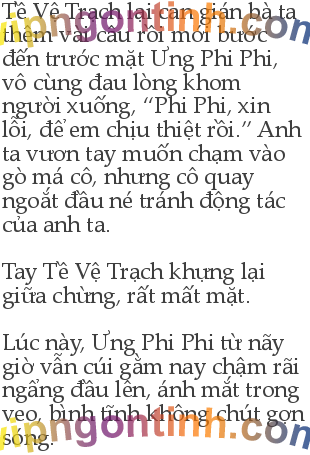 Tề Vệ Trạch lại can gián bà ta
thêm vài câu rồi mới bước
đến trước mặt Ưng Phi Phi,
vô cùng đau lòng khom
người xuống, “Phi Phi, xin
lỗi, để em chịu thiệt rồi.” Anh
ta vươn tay muốn chạm vào
gò má cô, nhưng cô quay
ngoắt đầu né tránh động tác
của anh ta.
Tay Tề Vệ Trạch khựng lại
giữa chừng, rất mất mặt.
Lúc này, Ưng Phi Phi từ nãy
giờ vẫn cúi gằm nay chậm rãi
ngẩng đầu lên, ánh mắt trong
veo, bình tĩnh không chút gợn
sóng.